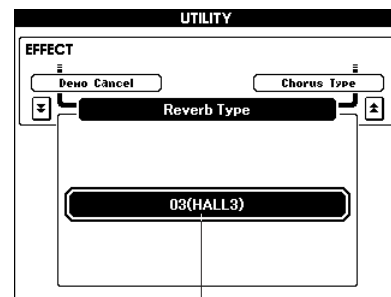 UTILITY
EFFECT
Demo Cancel
Chorus Type
Reverb Type
03(HALL3)